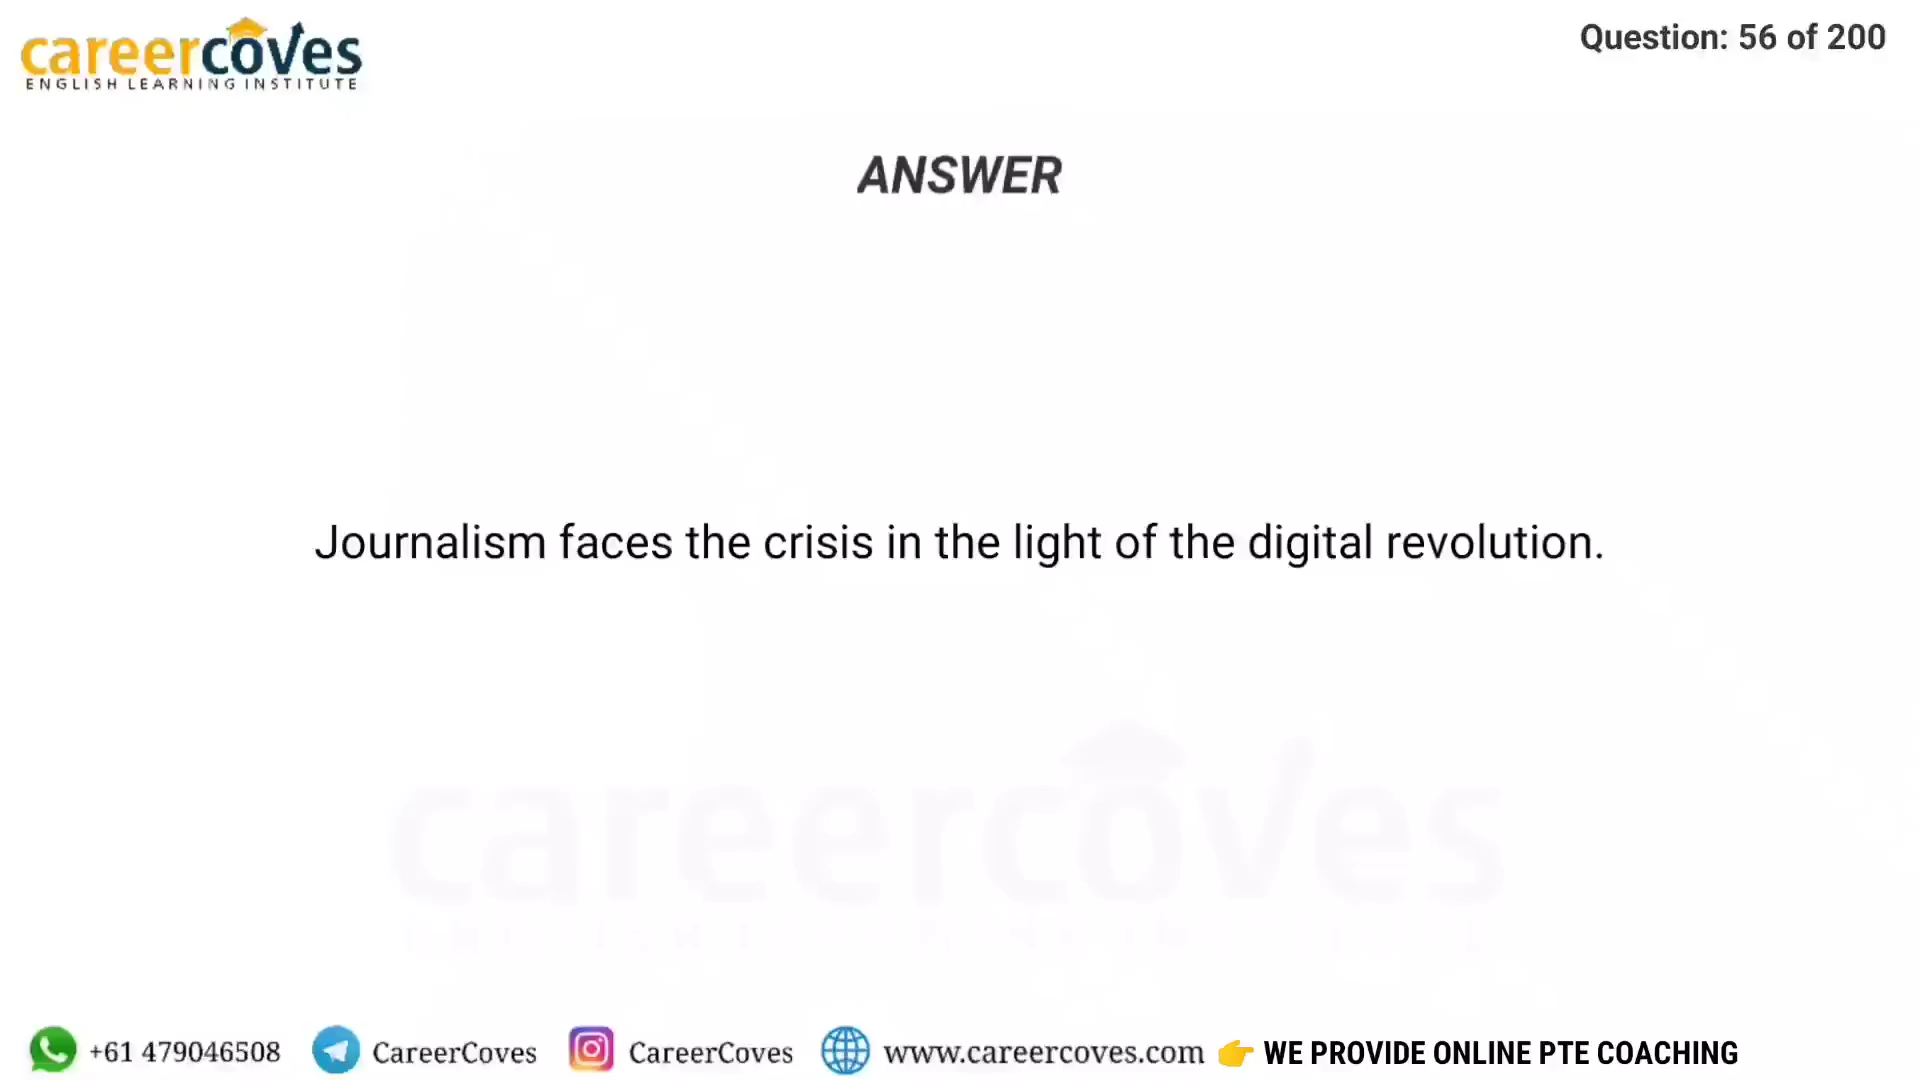 careercoves
ENGLISH LEARNING INSTITUTE
Question: 56 of 200
ANSWER
Journalism faces the crisis in the light of the digital revolution.
careercoves
+61 479046508 CareerCoves CareerCoves www.careercoves.com WE PROVIDE ONLINE PTE COACHING